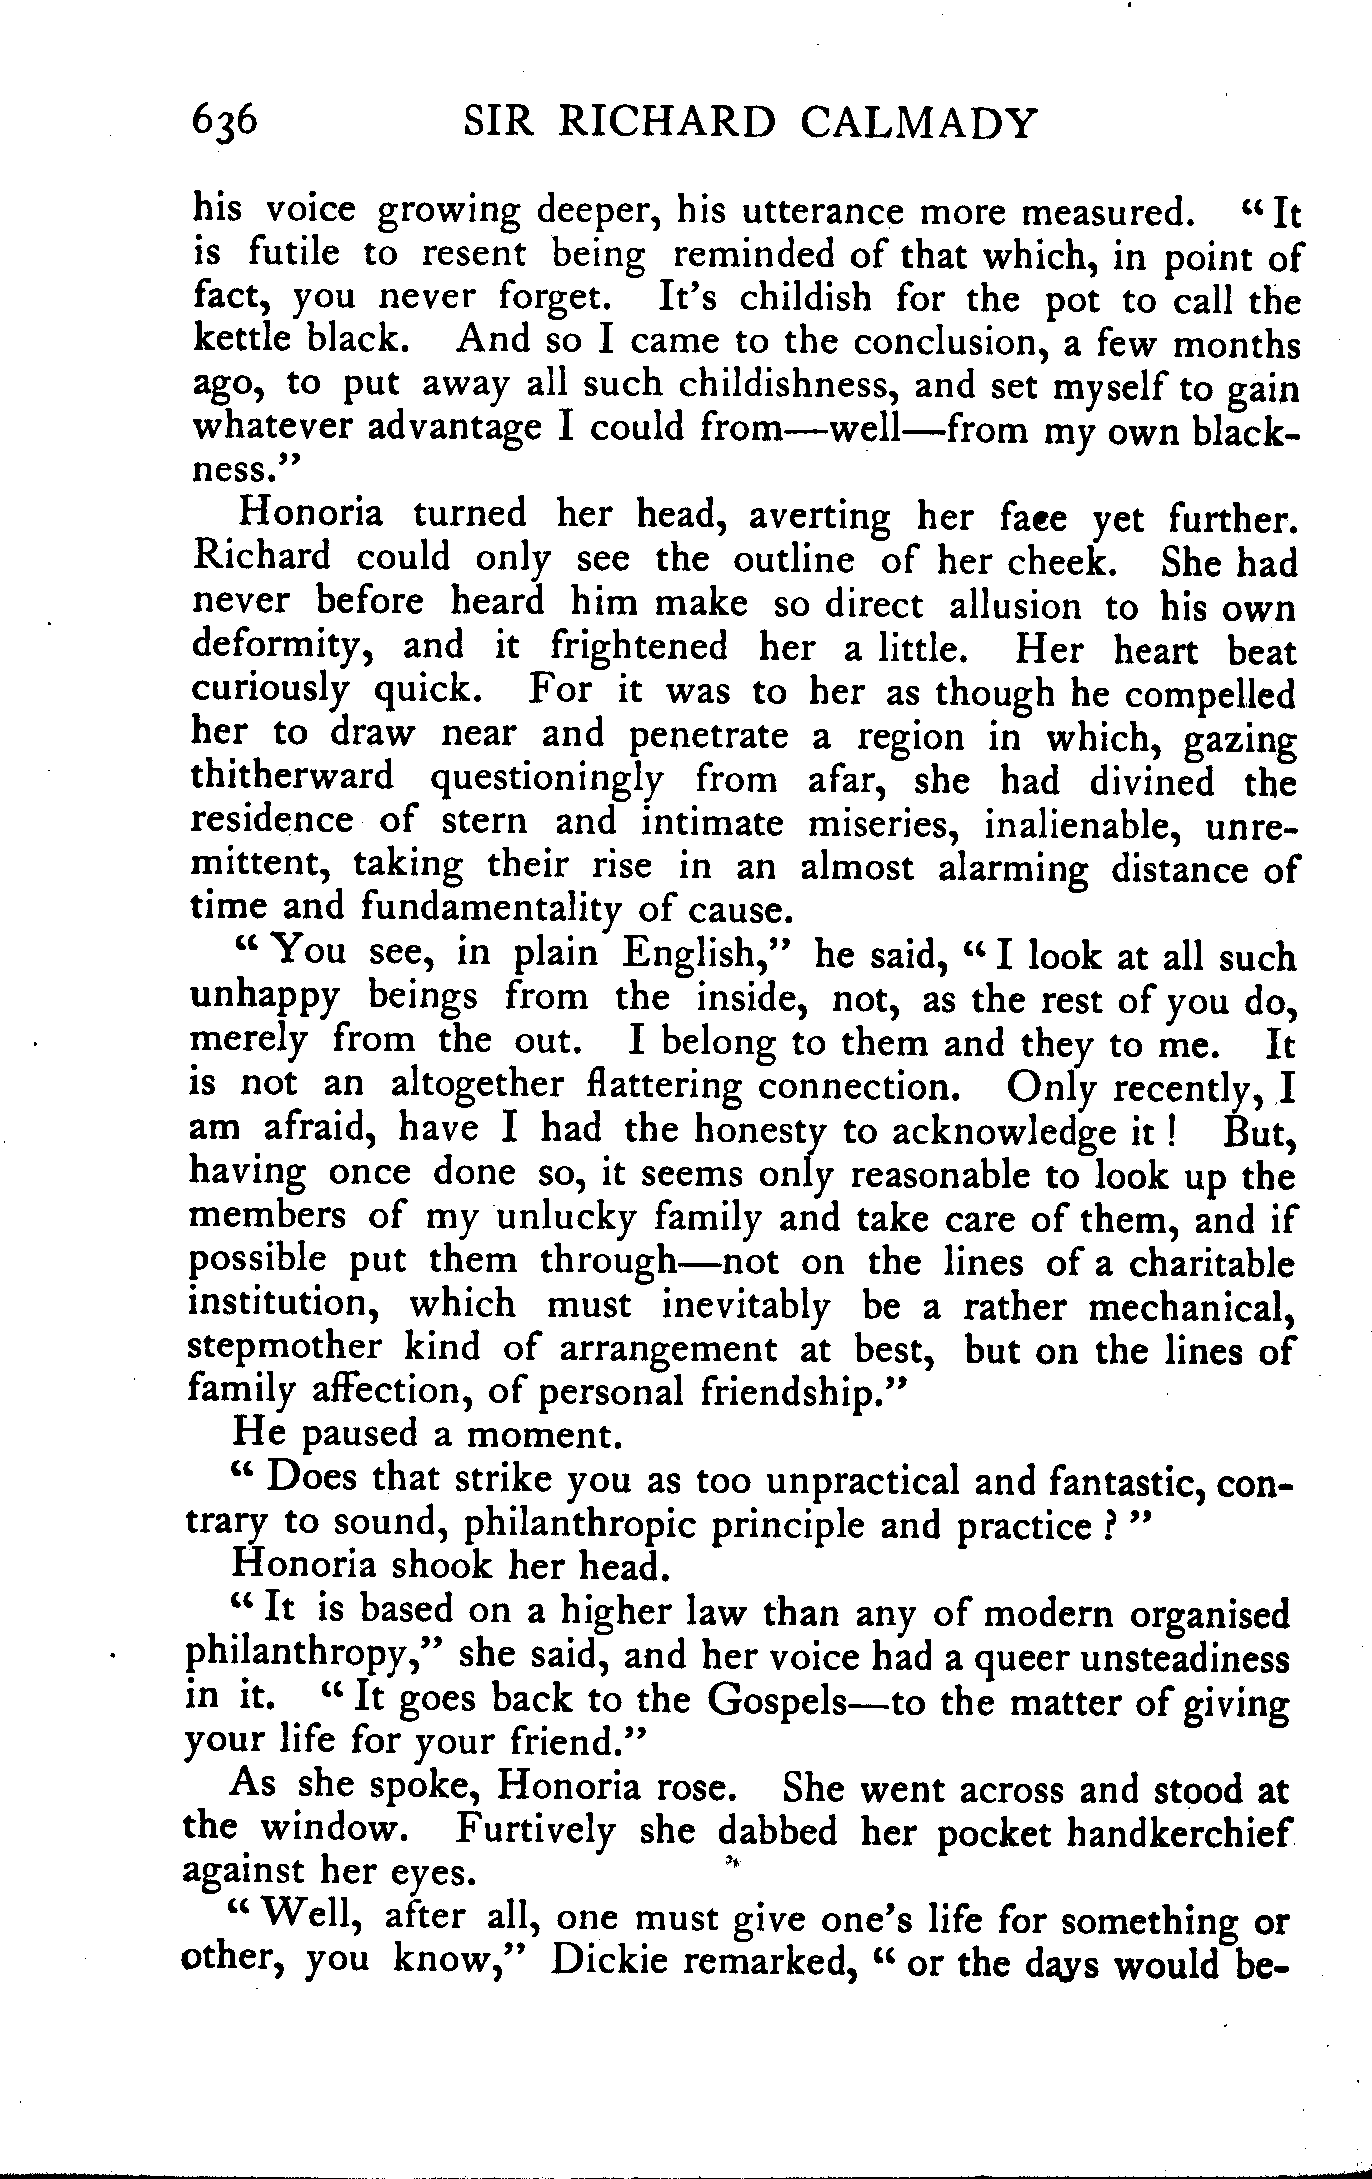 636 SIR RICHARD CALMADY
his voice growing deeper, his utterance more measured. “It
is futile to resent being reminded of that which, in point of
fact, you never forget. It's childish for the pot to call the
kettle black. And so I came to the conclusion, a few months
ago, to put away all such childishness, and set myself to gain
whatever advantage I could from—well—from my own black-
ness.”
Honoria turned her head, averting her face yet further.
Richard could only see the outline of her cheek. She had
never before heard him make so direct allusion to his own
deformity, and it frightened her a little. Her heart beat
curiously quick. For it was to her as though he compelled
her to draw near and penetrate a region in which, gazing
thitherward questioningly from afar, she had divined the
residence of stern and intimate miseries, inalienable, unre-
mittent, taking their rise in an almost alarming distance of
time and fundamentality of cause.
“You see, in plain English,” he said, “I look at all such
unhappy beings from the inside, not, as the rest of you do,
merely from the out. I belong to them and they to me. It
is not an altogether flattering connection. Only recently, I
am afraid, have I had the honesty to acknowledge it! But,
having once done so, it seems only reasonable to look up the
members of my unlucky family and take care of them, and if
possible put them through—not on the lines of a charitable
institution, which must inevitably be a rather mechanical,
stepmother kind of arrangement at best, but on the lines of
family affection, of personal friendship.”
He paused a moment.
“Does that strike you as too unpractical and fantastic, con-
trary to sound, philanthropic principle and practice?”
Honoria shook her head.
“It is based on a higher law than any of modern organised
philanthropy,” she said, and her voice had a queer unsteadiness
in it. “It goes back to the Gospels—to the matter of giving
your life for your friend.”
As she spoke, Honoria rose. She went across and stood at
the window. Furtively she dabbed her pocket handkerchief
against her eyes.
“Well, after all, one must give one's life for something or
other, you know,” Dickie remarked, “or the days would be-